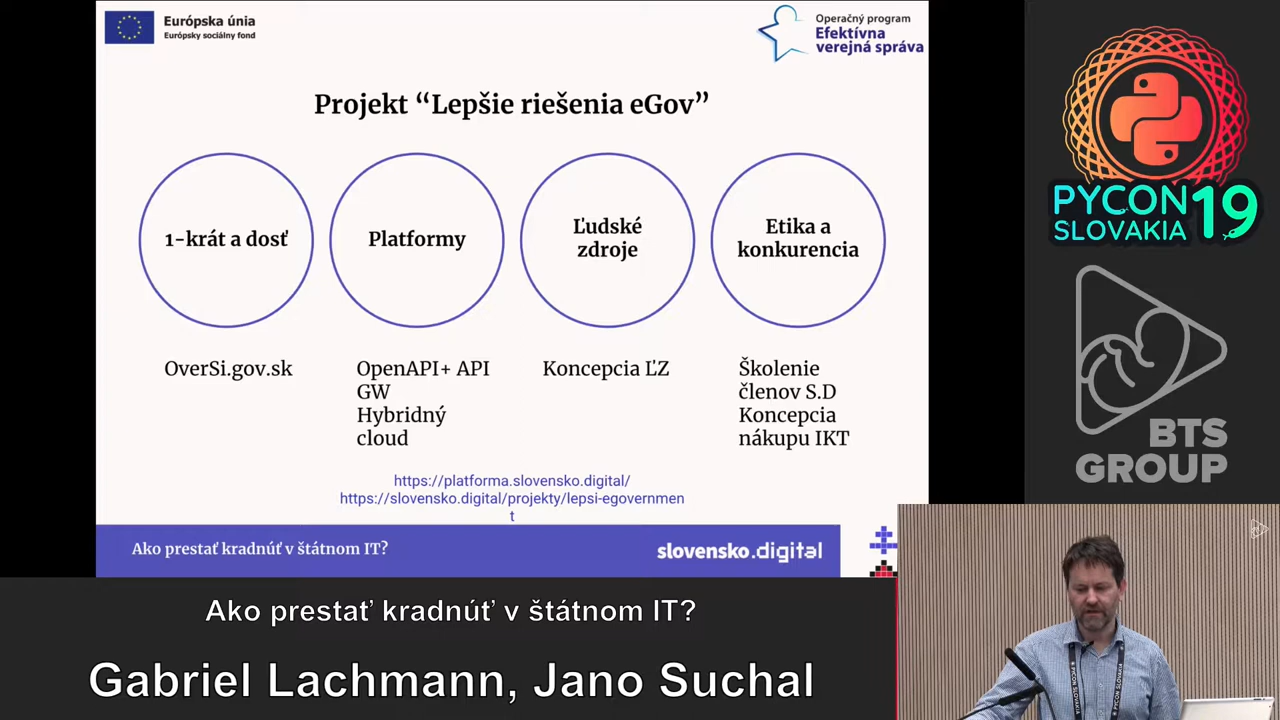 Európska únia
Európsky sociálny fond
Operačný program
Efektívna
verejná správa
Projekt “Lepšie riešenia eGov”
1-krát a dosť
Platformy
Ľudské
zdroje
Etika a
konkurencia
OverSi.gov.sk
OpenAPI+ API
GW
Hybridný
cloud
Koncepcia ĽZ
Školenie
členov S.D
Koncepcia
nákupu IKT
https://platforma.slovensko.digital/
https://slovensko.digital/projekty/lepsi-egovernmen
t
Ako prestať kradnúť v štátnom IT?
slovensko.digital
PYCON 19
SLOVAKIA
BTS
GROUP
Ako prestať kradnúť v štátnom IT?
Gabriel Lachmann, Jano Suchal